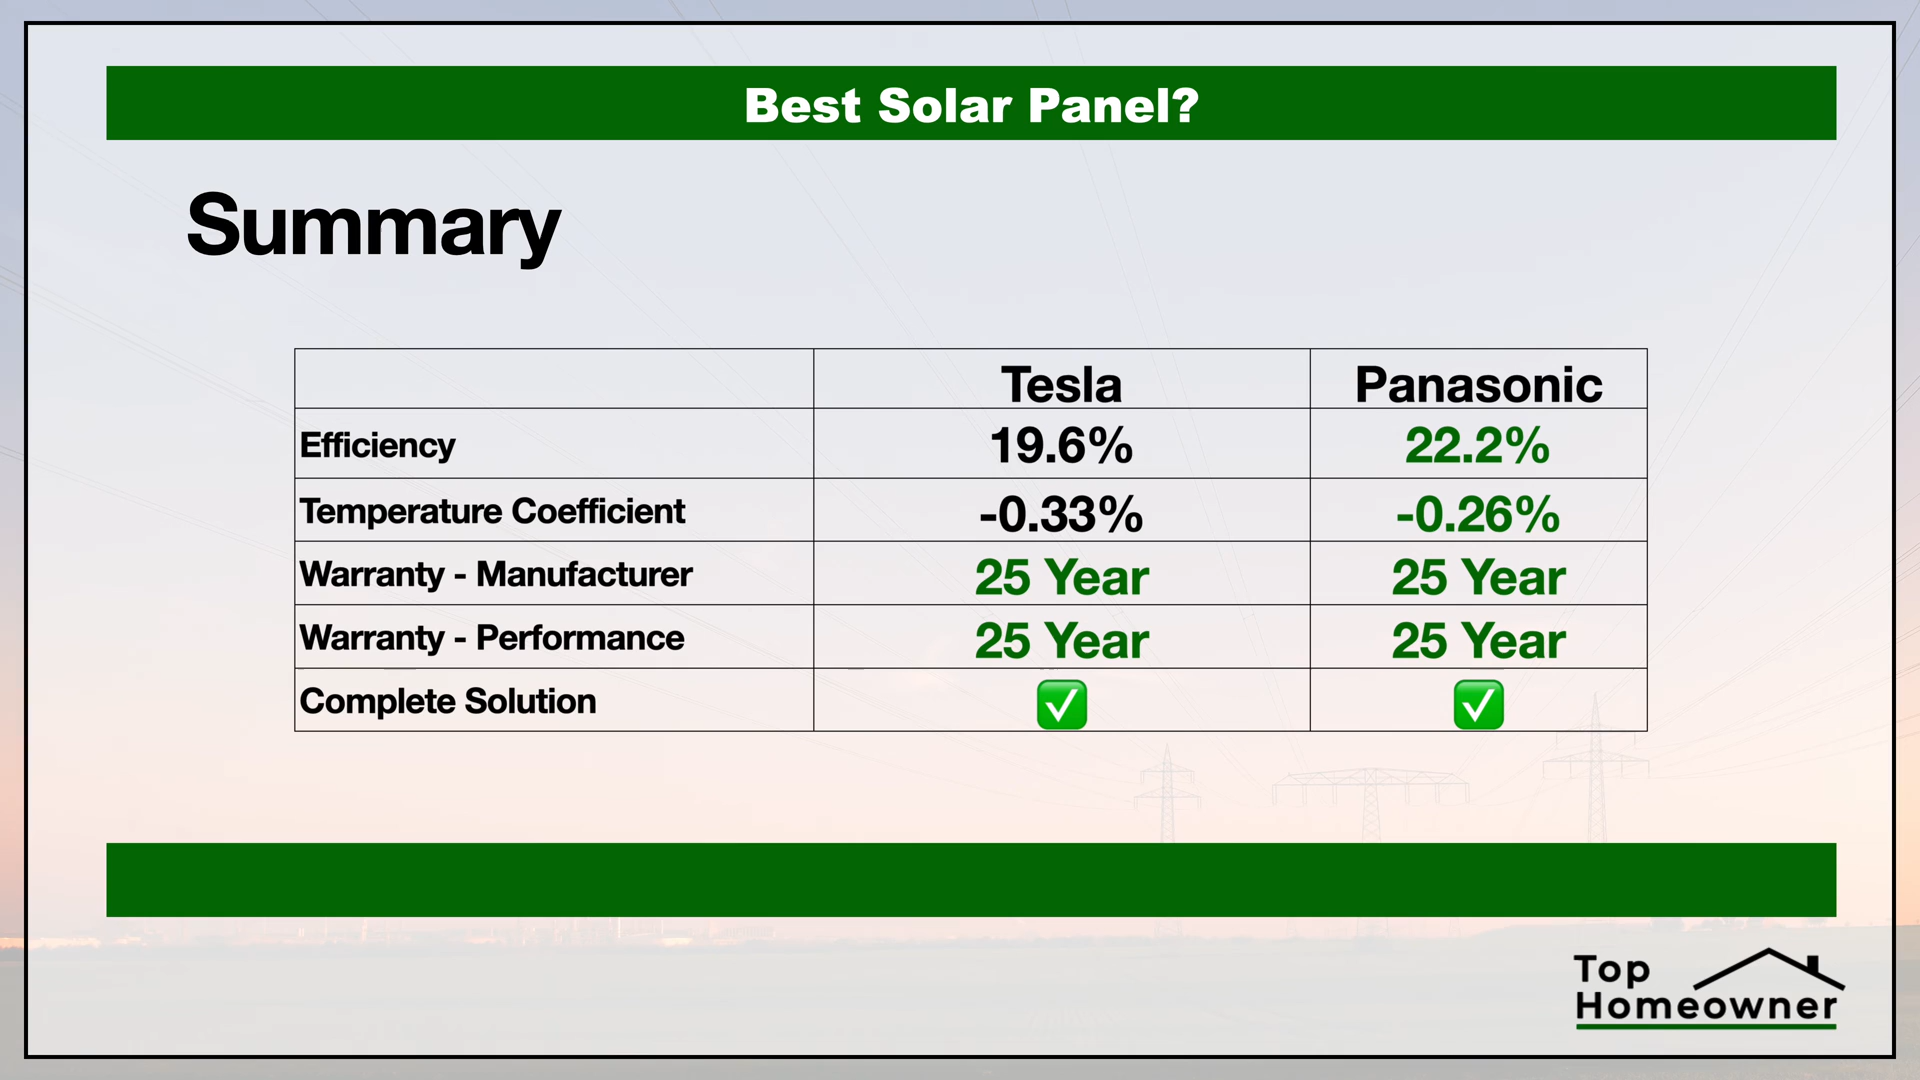 Best Solar Panel?
Summary
Tesla Panasonic
Efficiency 19.6% 22.2%
Temperature Coefficient -0.33% -0.26%
Warranty - Manufacturer 25 Year 25 Year
Warranty - Performance 25 Year 25 Year
Complete Solution ✅ ✅
Top
Homeowner